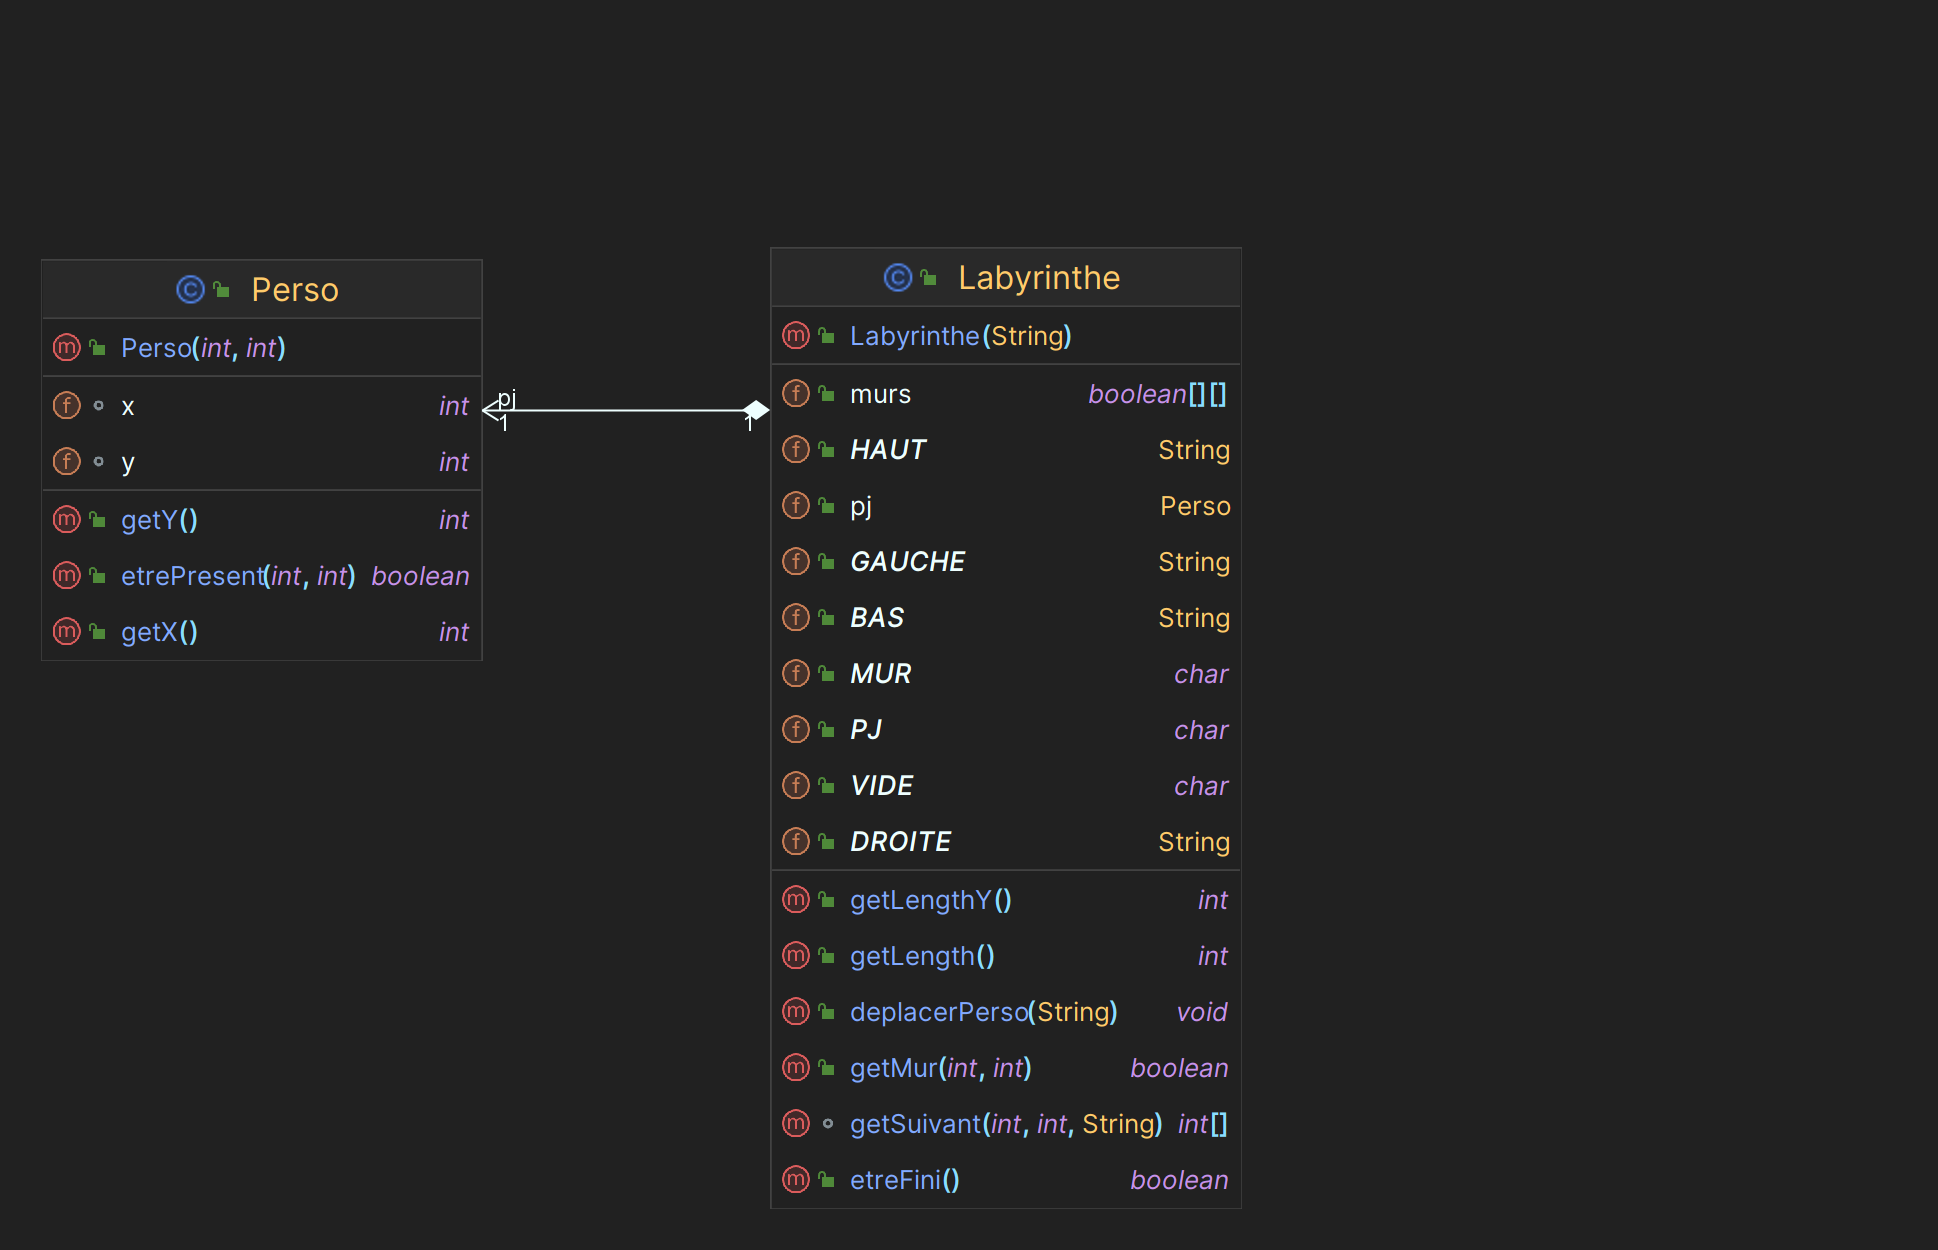 Perso
Perso(int, int)
x int
y int
getY() int
etrePresent(int, int) boolean
getX() int
pj
1
1
Labyrinthe
Labyrinthe(String)
murs boolean[][]
HAUT String
pj Perso
GAUCHE String
BAS String
MUR char
PJ char
VIDE char
DROITE String
getLengthY() int
getLength() int
deplacerPerso(String) void
getMur(int, int) boolean
getSuivant(int, int, String) int[]
etreFini() boolean